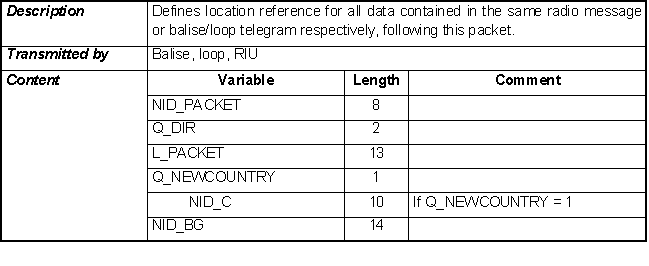 Description Defines location reference for all data contained in the same radio message
or balise/loop telegram respectively, following this packet.
Transmitted by Balise, loop, RIU
Content Variable Length Comment
NID_PACKET 8
Q_DIR 2
L_PACKET 13
Q_NEWCOUNTRY 1
NID_C 10 If Q_NEWCOUNTRY = 1
NID_BG 14